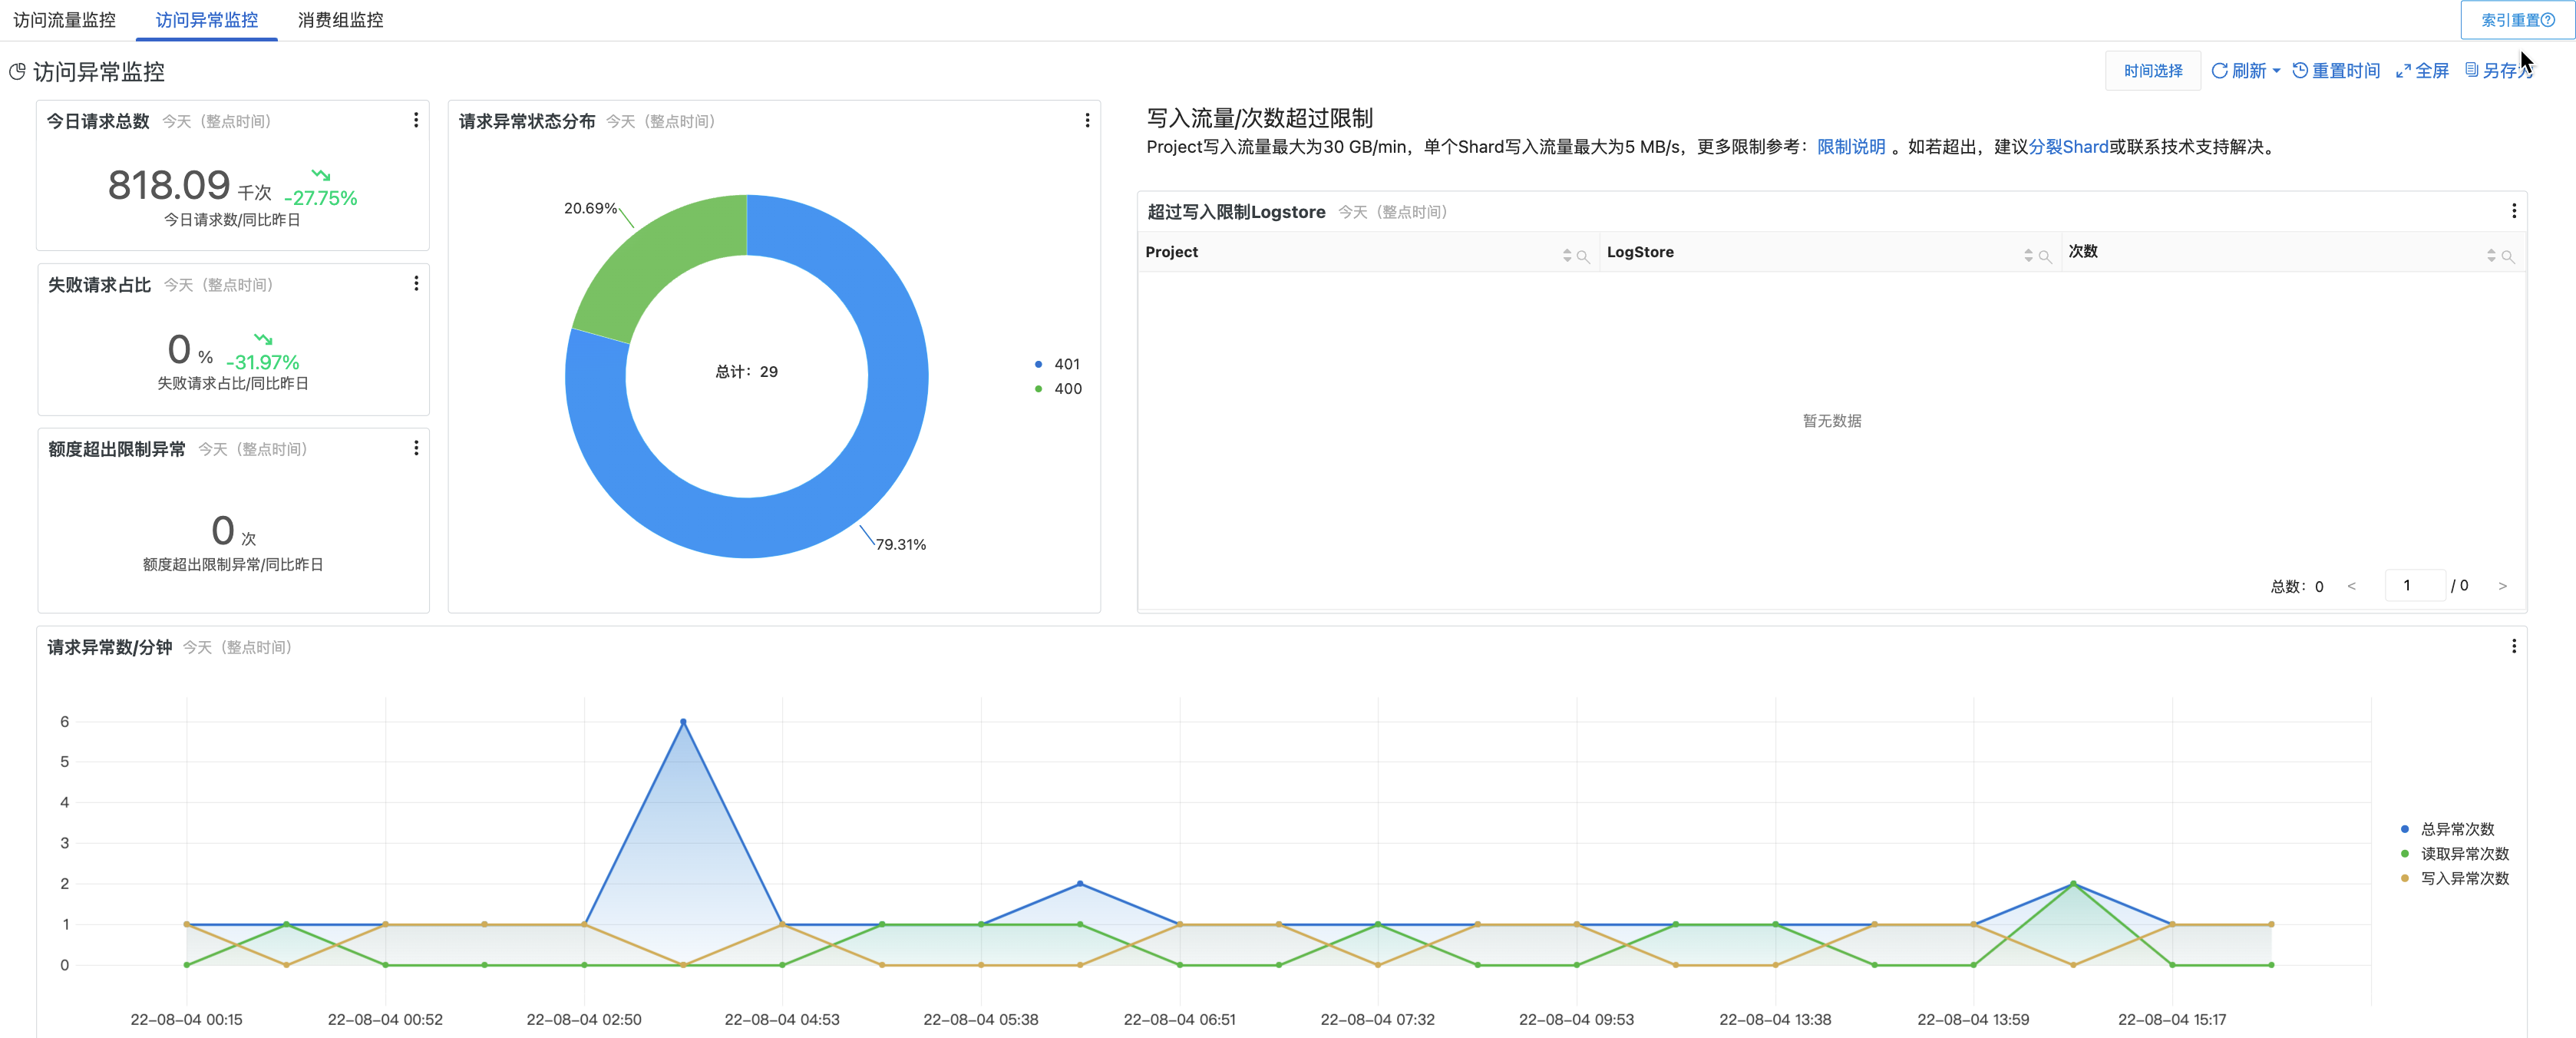 访问流量监控
访问异常监控
消费组监控
索引重置
访问异常监控
时间选择
刷新
重置时间
全屏
另存为
今日请求总数 今天（整点时间）
818.09 千次
-27.75%
今日请求数/同比昨日
失败请求占比 今天（整点时间）
0 %
-31.97%
失败请求占比/同比昨日
额度超出限制异常 今天（整点时间）
0 次
额度超出限制异常/同比昨日
请求异常状态分布 今天（整点时间）
20.69%
总计：29
79.31%
401
400
写入流量/次数超过限制
Project写入流量最大为30 GB/min，单个Shard写入流量最大为5 MB/s，更多限制参考：限制说明 。如若超出，建议分裂Shard或联系技术支持解决。
超过写入限制Logstore 今天（整点时间）
Project
LogStore
次数
暂无数据
总数：0 < 1 / 0 >
请求异常数/分钟 今天（整点时间）
6
5
4
3
2
1
0
22-08-04 00:15
22-08-04 00:52
22-08-04 02:50
22-08-04 04:53
22-08-04 05:38
22-08-04 06:51
22-08-04 07:32
22-08-04 09:53
22-08-04 13:38
22-08-04 13:59
22-08-04 15:17
总异常次数
读取异常次数
写入异常次数